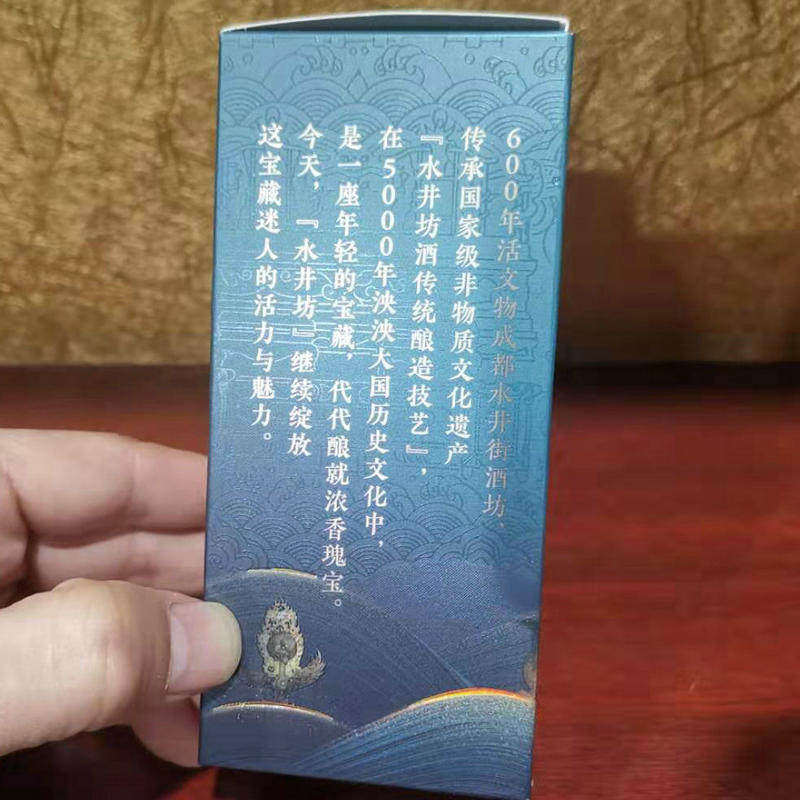 600年活文物成都水井街酒坊、
传承国家级非物质文化遗产
『水井坊酒传统酿造技艺』，
在5000年泱泱大国历史文化中，
是一座年轻的宝藏，代代酿就浓香瑰宝。
今天，『水井坊』继续绽放
这宝藏迷人的活力与魅力。